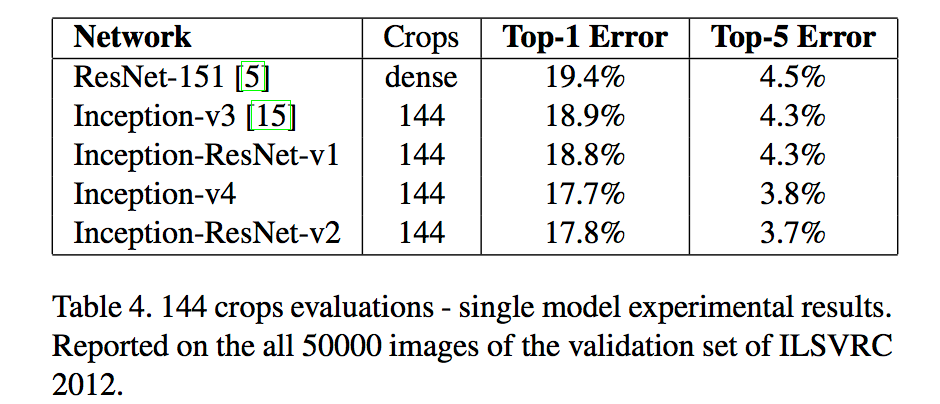 Network Crops Top-1 Error Top-5 Error
ResNet-151 [5] dense 19.4% 4.5%
Inception-v3 [15] 144 18.9% 4.3%
Inception-ResNet-v1 144 18.8% 4.3%
Inception-v4 144 17.7% 3.8%
Inception-ResNet-v2 144 17.8% 3.7%
Table 4. 144 crops evaluations - single model experimental results.
Reported on the all 50000 images of the validation set of ILSVRC
2012.